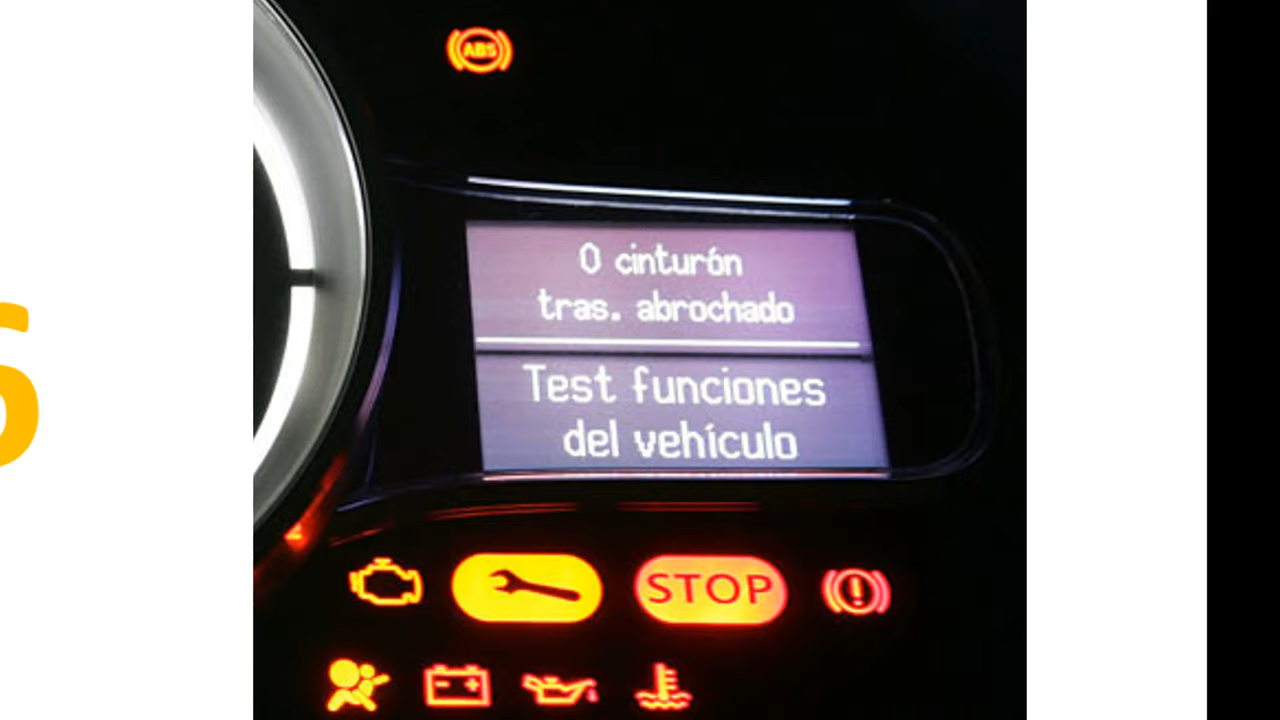 ABS
0 cinturón
tras. abrochado
Test funciones
del vehículo
STOP